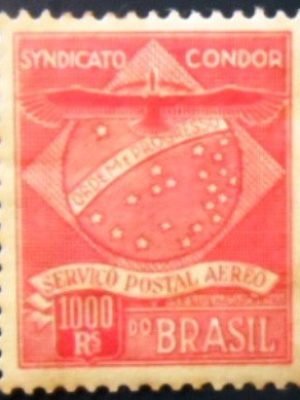 SYNDICATO CONDOR
ORDEM E PROGRESSO
SERVIÇO POSTAL AEREO
1000 Rs DO BRASIL